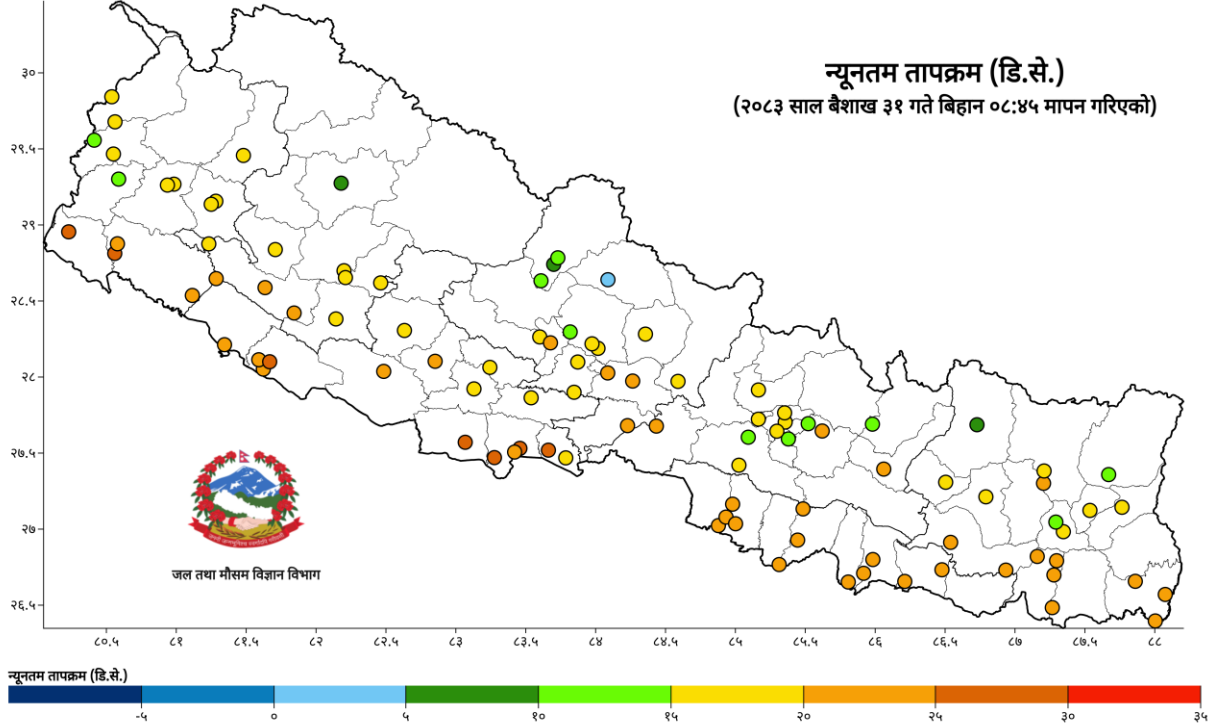 न्यूनतम तापक्रम (डि.से.)
(२०८३ साल बैशाख ३१ गते बिहान ०८:४५ मापन गरिएको)
३०
२९.५
२९
२८.५
२८
२७.५
२७
२६.५
जल तथा मौसम विज्ञान विभाग
८०.५ ८१ ८१.५ ८२ ८२.५ ८३ ८३.५ ८४ ८४.५ ८५ ८५.५ ८६ ८६.५ ८७ ८७.५ ८८
न्यूनतम तापक्रम (डि.से.)
-५ ० ५ १० १५ २० २५ ३० ३५